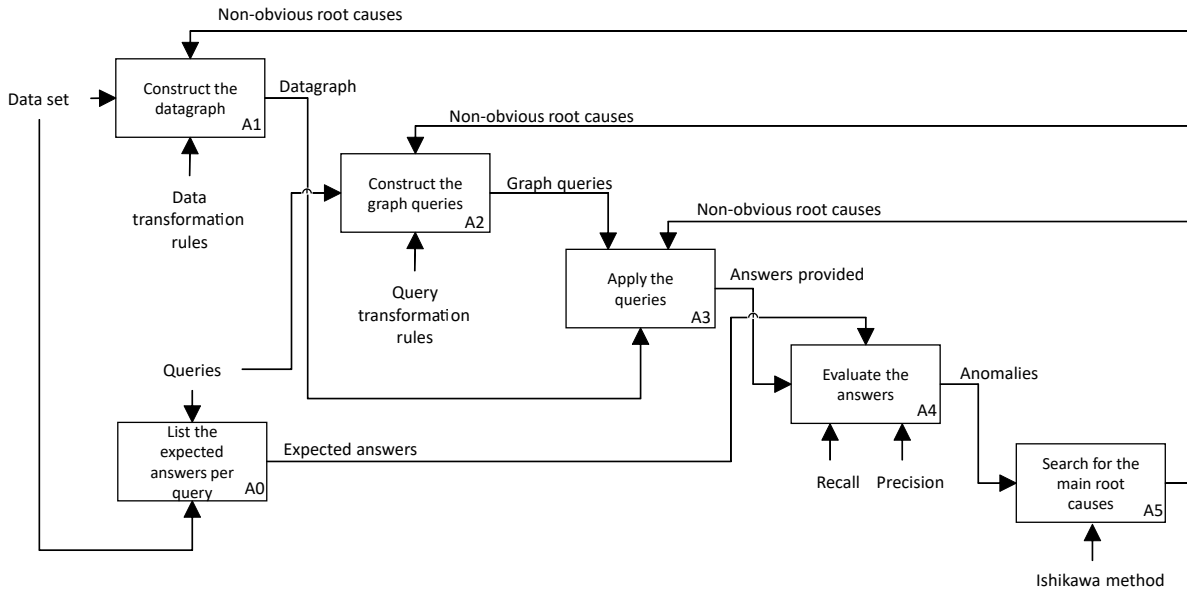 Non-obvious root causes
Construct the
datagraph
A1
Datagraph
Data set
Data
transformation
rules
Non-obvious root causes
Construct the
graph queries
A2
Graph queries
Query
transformation
rules
Non-obvious root causes
Apply the
queries
A3
Answers provided
Queries
List the
expected
answers per
query
A0
Expected answers
Evaluate the
answers
A4
Anomalies
Recall
Precision
Search for the
main root
causes
A5
Ishikawa method